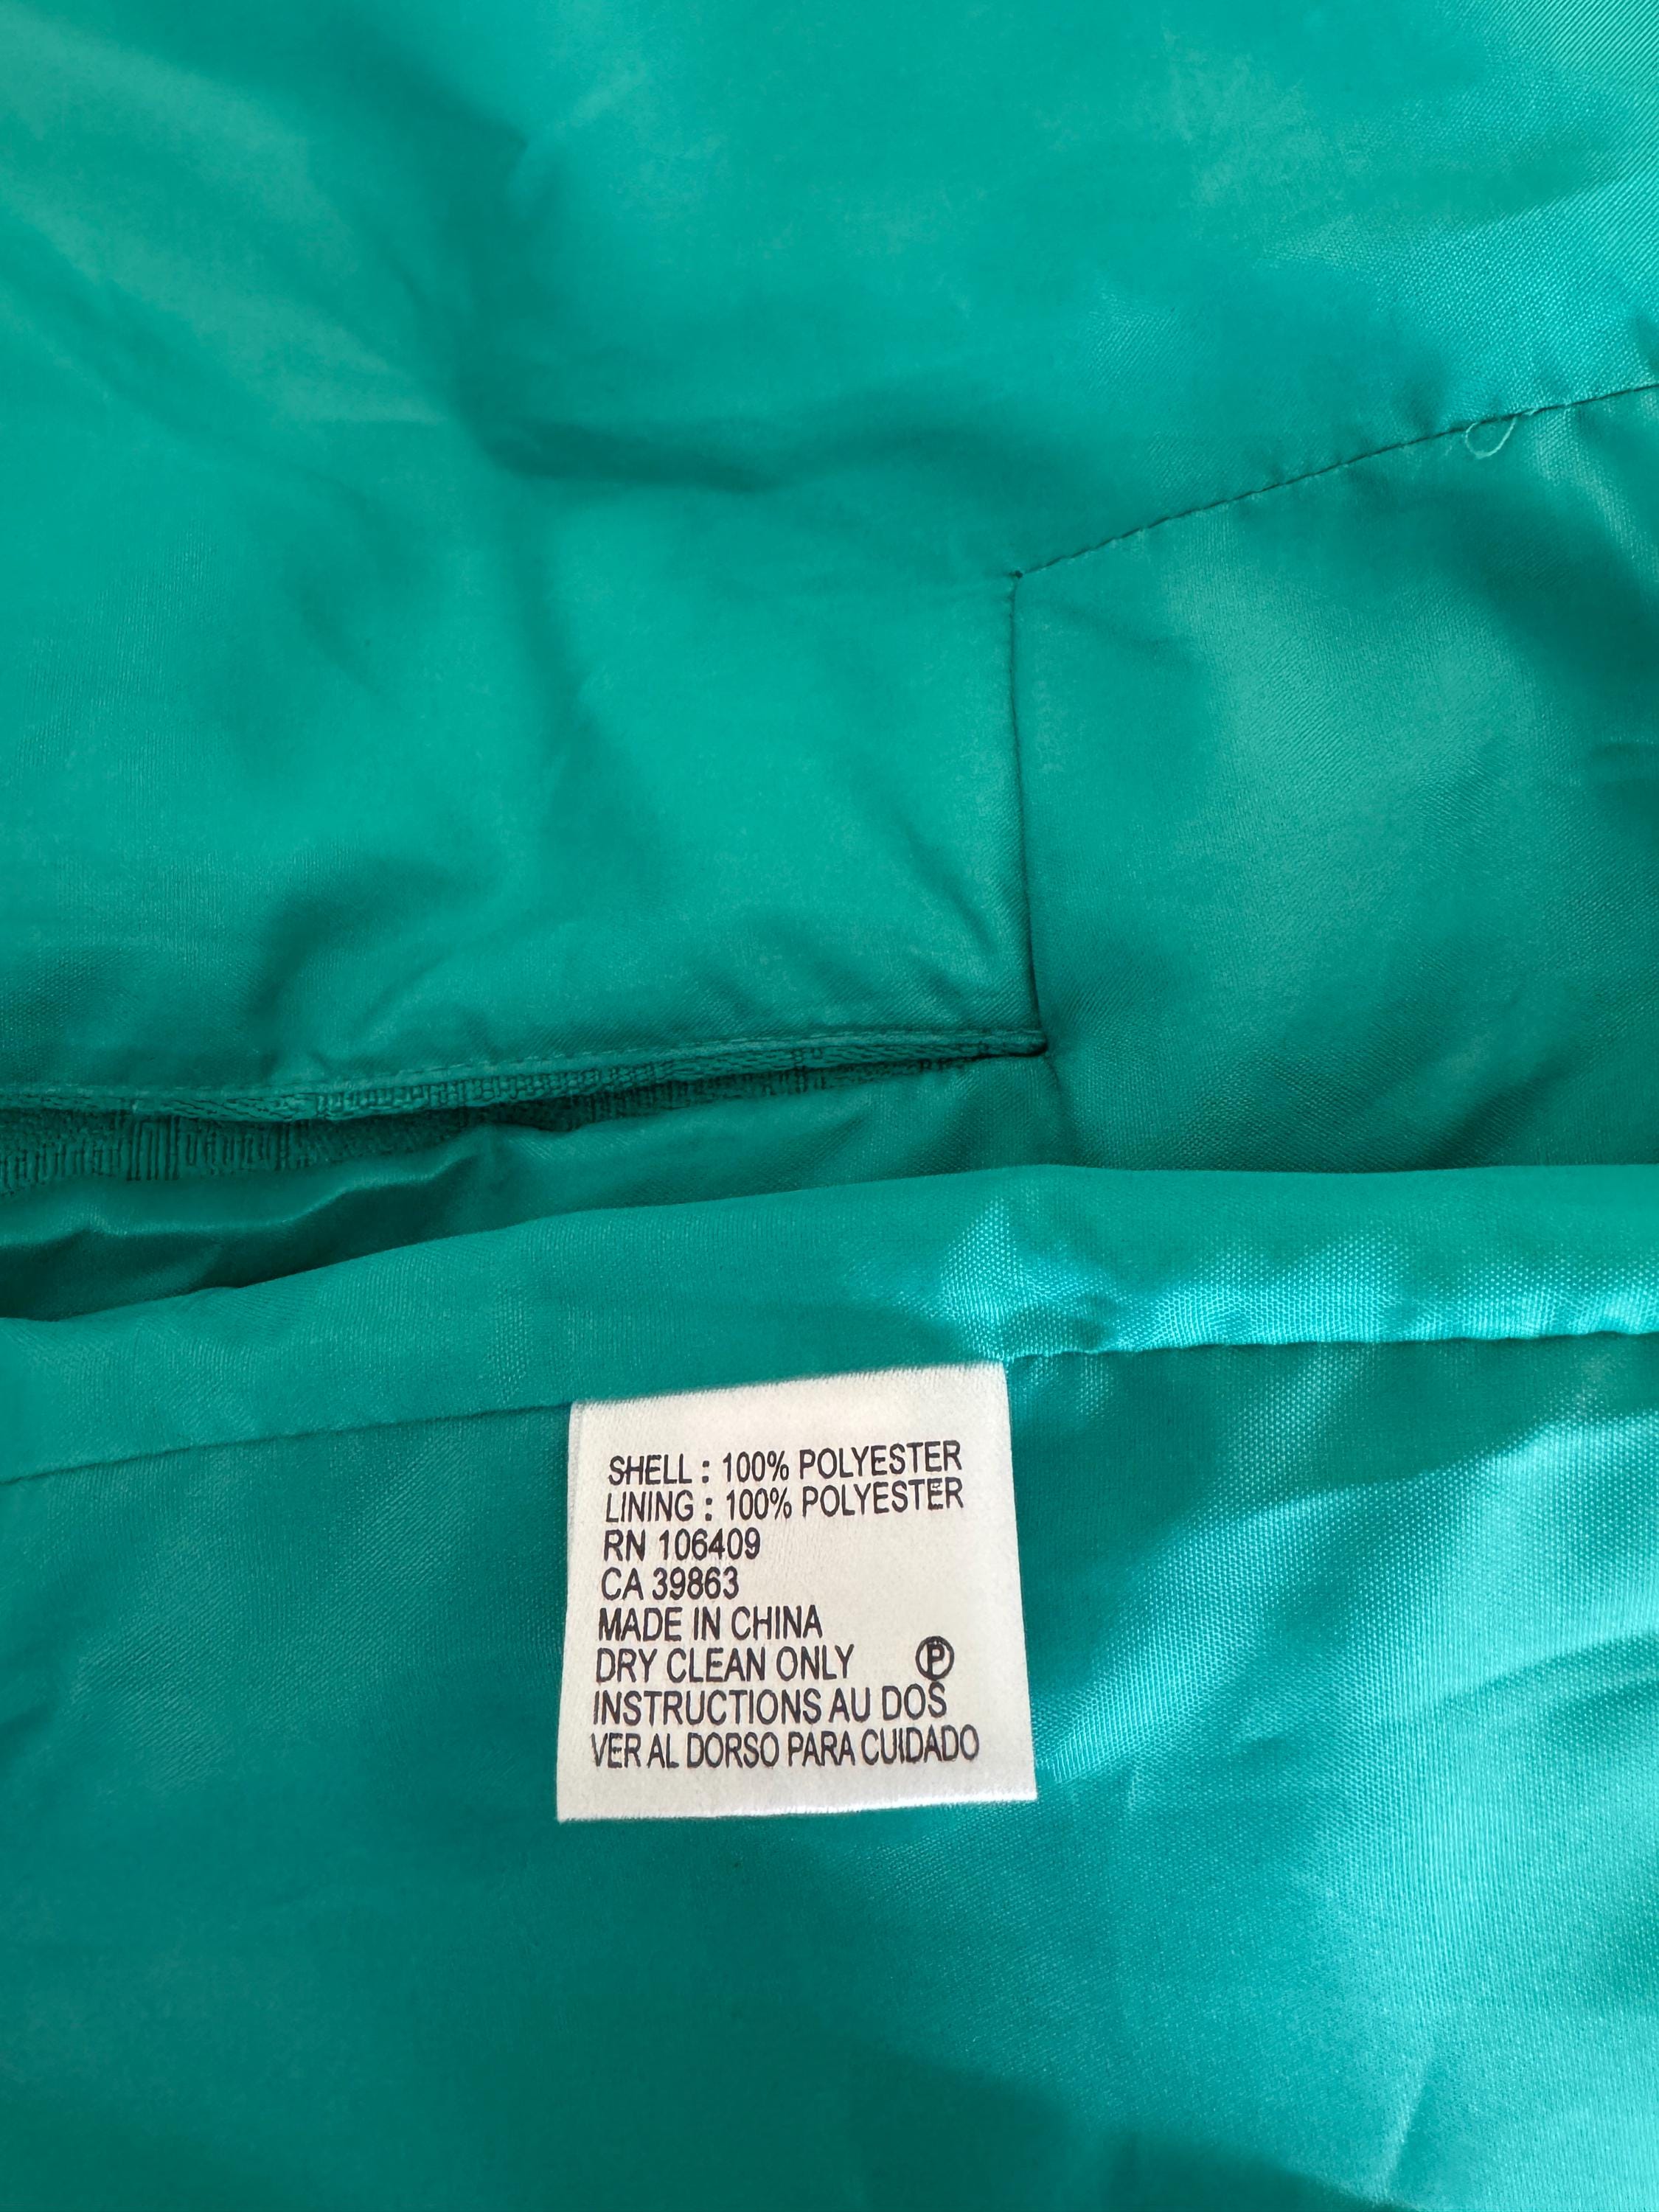 SHELL : 100% POLYESTER
LINING : 100% POLYESTER
RN 106409
CA 39863
MADE IN CHINA
DRY CLEAN ONLY Ⓟ
INSTRUCTIONS AU DOS
VER AL DORSO PARA CUIDADO